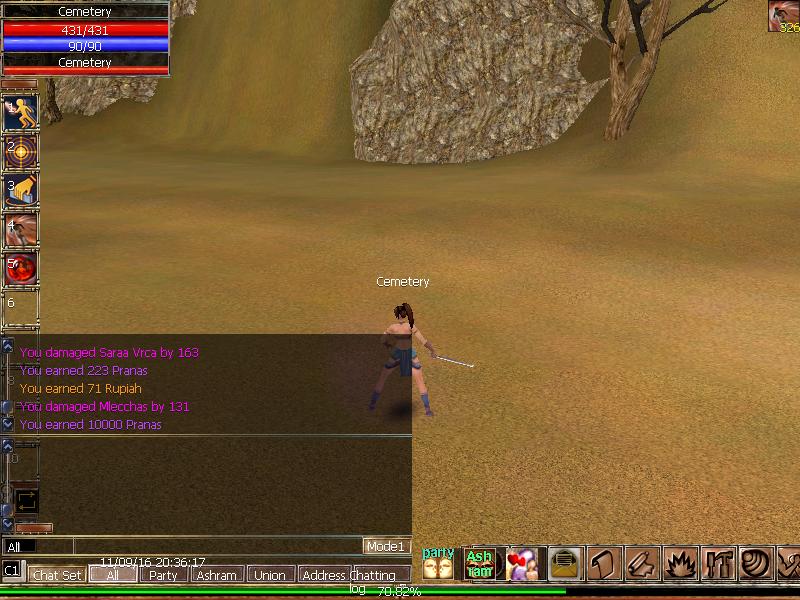 Cemetery
431/431
90/90
Cemetery
326
2
3
4
5
6
Cemetery
You damaged Saraa Vrca by 163
You earned 223 Pranas
You earned 71 Rupiah
You damaged Mlecchas by 131
You earned 10000 Pranas
All
Mode1
party
Ash
ram
11/09/16 20:36:17
C1
Chat Set
All
Party
Ashram
Union
Address
Chatting
log
70.82%